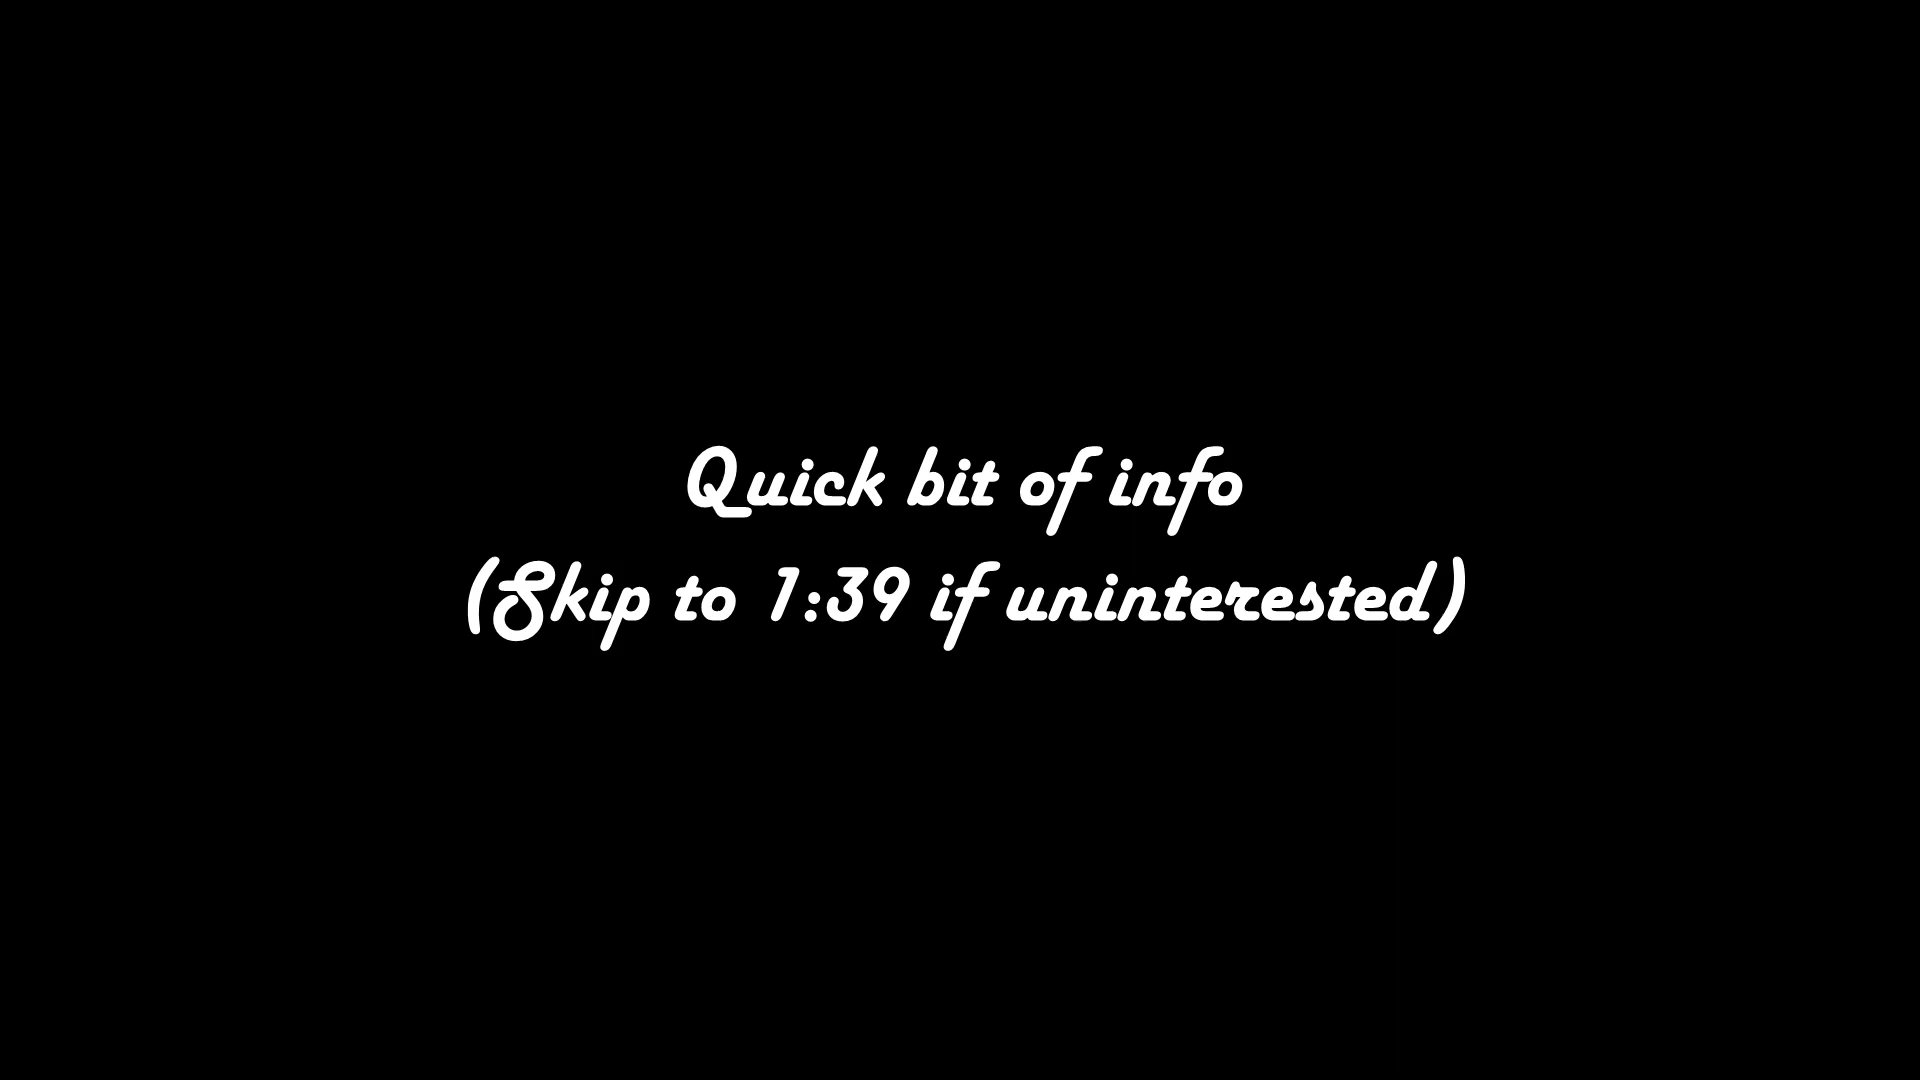 Quick bit of info
(Skip to 1:39 if uninterested)